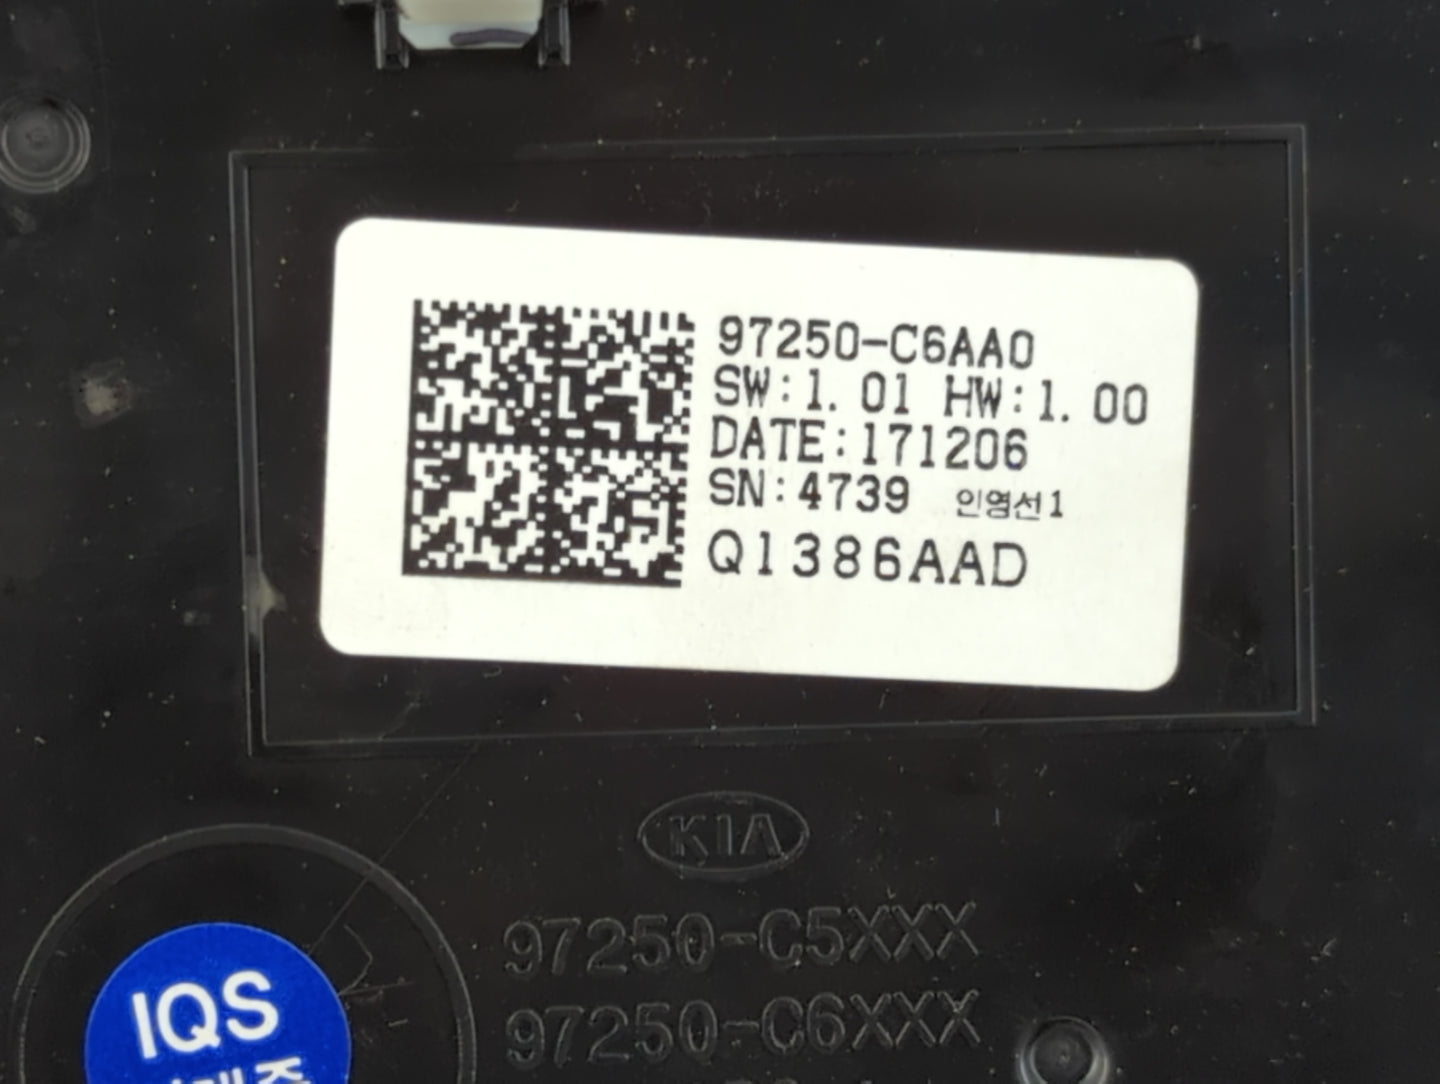 97250-C6AA0
SW:1.01 HW:1.00
DATE:171206
SN:4739 인영선1
Q1386AAD
KIA
97250-C5XXX
97250-C6XXX
IQS